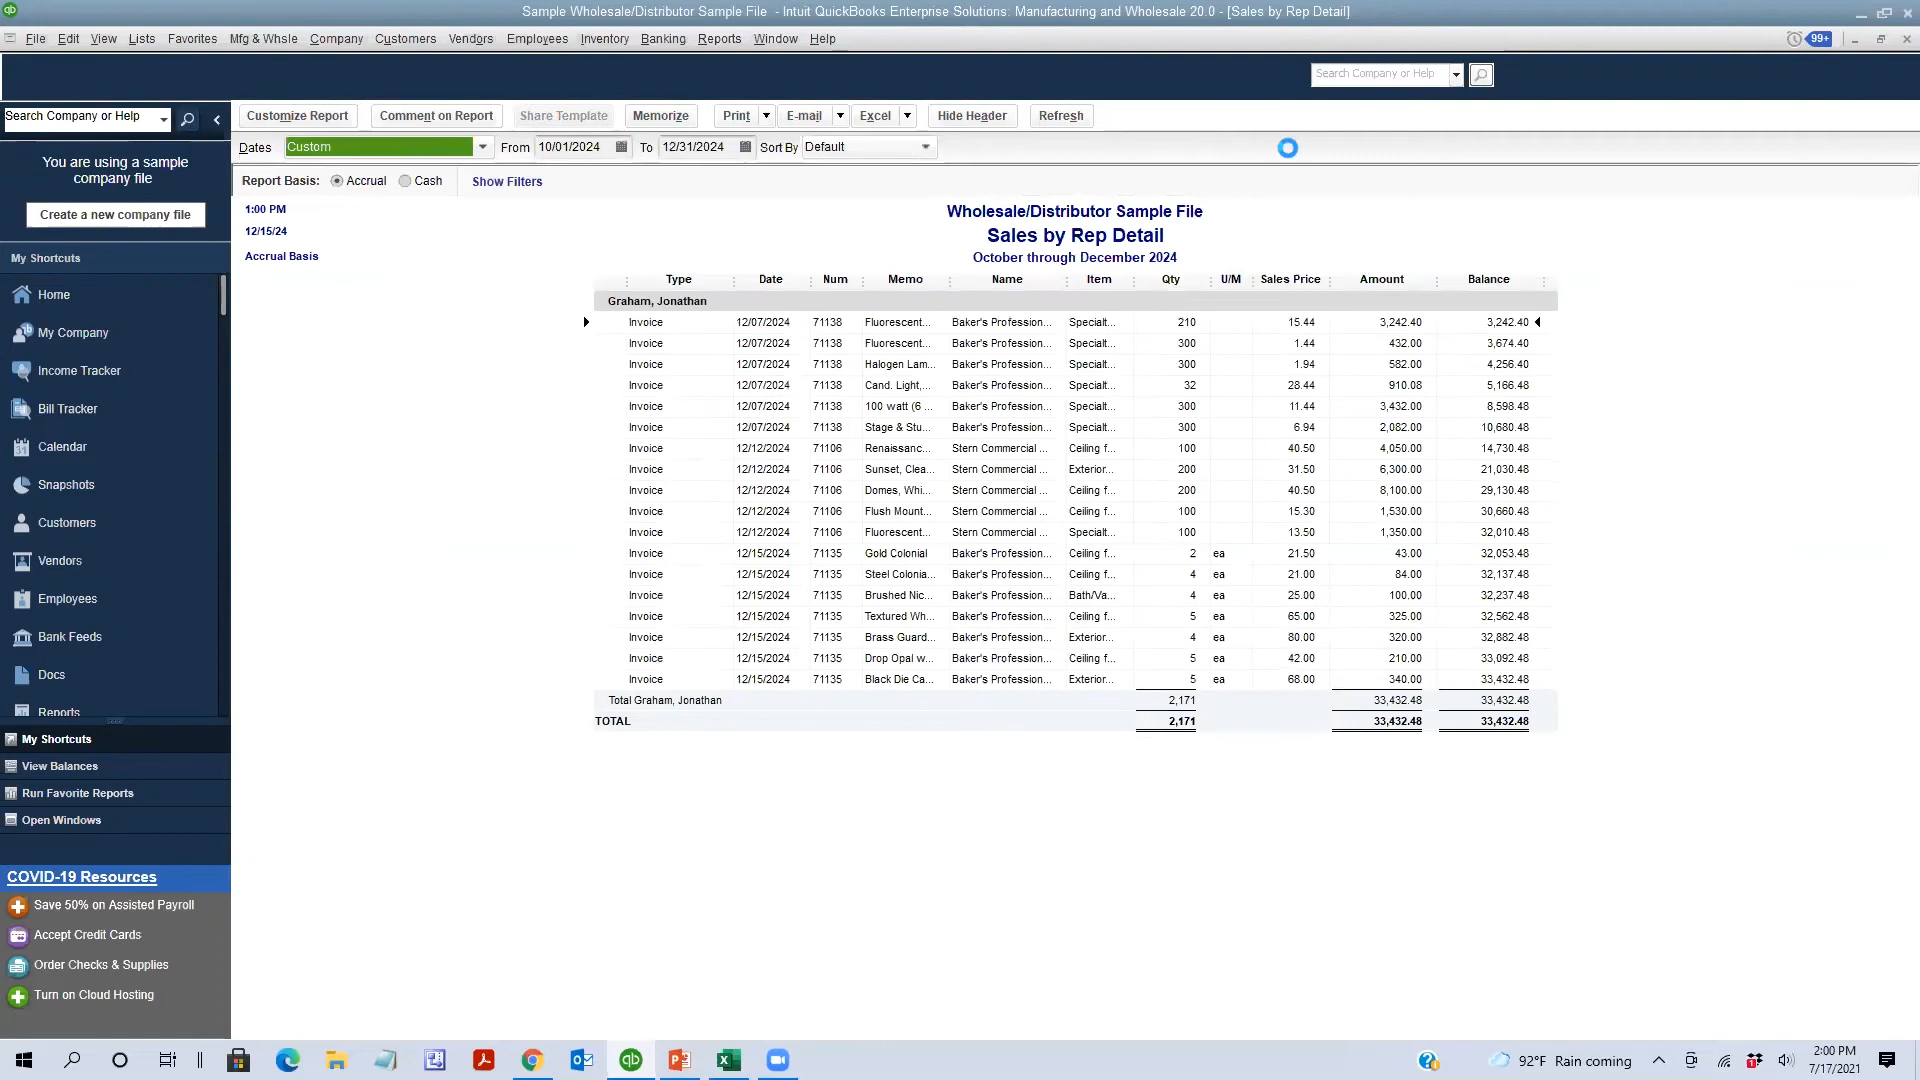 Sample Wholesale/Distributor Sample File - Intuit QuickBooks Enterprise Solutions: Manufacturing and Wholesale 20.0 - [Sales by Rep Detail]
File Edit View Lists Favorites Mfg & Whsle Company Customers Vendors Employees Inventory Banking Reports Window Help 99+
Search Company or Help
Search Company or Help
Customize Report Comment on Report Share Template Memorize Print E-mail Excel Hide Header Refresh
Dates Custom From 10/01/2024 To 12/31/2024 Sort By Default
Report Basis: Accrual Cash Show Filters
You are using a sample
company file
Create a new company file
My Shortcuts
Home
My Company
Income Tracker
Bill Tracker
31 Calendar
Snapshots
Customers
Vendors
Employees
Bank Feeds
Docs
Reports
My Shortcuts
View Balances
Run Favorite Reports
Open Windows
COVID-19 Resources
Save 50% on Assisted Payroll
Accept Credit Cards
Order Checks & Supplies
Turn on Cloud Hosting
1:00 PM
12/15/24
Accrual Basis
Wholesale/Distributor Sample File
Sales by Rep Detail
October through December 2024
Type Date Num Memo Name Item Qty U/M Sales Price Amount Balance
Graham, Jonathan
Invoice 12/07/2024 71138 Fluorescent... Baker's Profession... Specialt... 210 15.44 3,242.40 3,242.40
Invoice 12/07/2024 71138 Fluorescent... Baker's Profession... Specialt... 300 1.44 432.00 3,674.40
Invoice 12/07/2024 71138 Halogen Lam... Baker's Profession... Specialt... 300 1.94 582.00 4,256.40
Invoice 12/07/2024 71138 Cand. Light,... Baker's Profession... Specialt... 32 28.44 910.08 5,166.48
Invoice 12/07/2024 71138 100 watt (6 ... Baker's Profession... Specialt... 300 11.44 3,432.00 8,598.48
Invoice 12/07/2024 71138 Stage & Stu... Baker's Profession... Specialt... 300 6.94 2,082.00 10,680.48
Invoice 12/12/2024 71106 Renaissanc... Stern Commercial ... Ceiling f... 100 40.50 4,050.00 14,730.48
Invoice 12/12/2024 71106 Sunset, Clea... Stern Commercial ... Exterior... 200 31.50 6,300.00 21,030.48
Invoice 12/12/2024 71106 Domes, Whi... Stern Commercial ... Ceiling f... 200 40.50 8,100.00 29,130.48
Invoice 12/12/2024 71106 Flush Mount... Stern Commercial ... Ceiling f... 100 15.30 1,530.00 30,660.48
Invoice 12/12/2024 71106 Fluorescent... Stern Commercial ... Specialt... 100 13.50 1,350.00 32,010.48
Invoice 12/15/2024 71135 Gold Colonial Baker's Profession... Ceiling f... 2 ea 21.50 43.00 32,053.48
Invoice 12/15/2024 71135 Steel Colonia... Baker's Profession... Ceiling f... 4 ea 21.00 84.00 32,137.48
Invoice 12/15/2024 71135 Brushed Nic... Baker's Profession... Bath/Va... 4 ea 25.00 100.00 32,237.48
Invoice 12/15/2024 71135 Textured Wh... Baker's Profession... Ceiling f... 5 ea 65.00 325.00 32,562.48
Invoice 12/15/2024 71135 Brass Guard... Baker's Profession... Exterior... 4 ea 80.00 320.00 32,882.48
Invoice 12/15/2024 71135 Drop Opal w... Baker's Profession... Ceiling f... 5 ea 42.00 210.00 33,092.48
Invoice 12/15/2024 71135 Black Die Ca... Baker's Profession... Exterior... 5 ea 68.00 340.00 33,432.48
Total Graham, Jonathan 2,171 33,432.48 33,432.48
TOTAL 2,171 33,432.48 33,432.48
92°F Rain coming
2:00 PM
7/17/2021